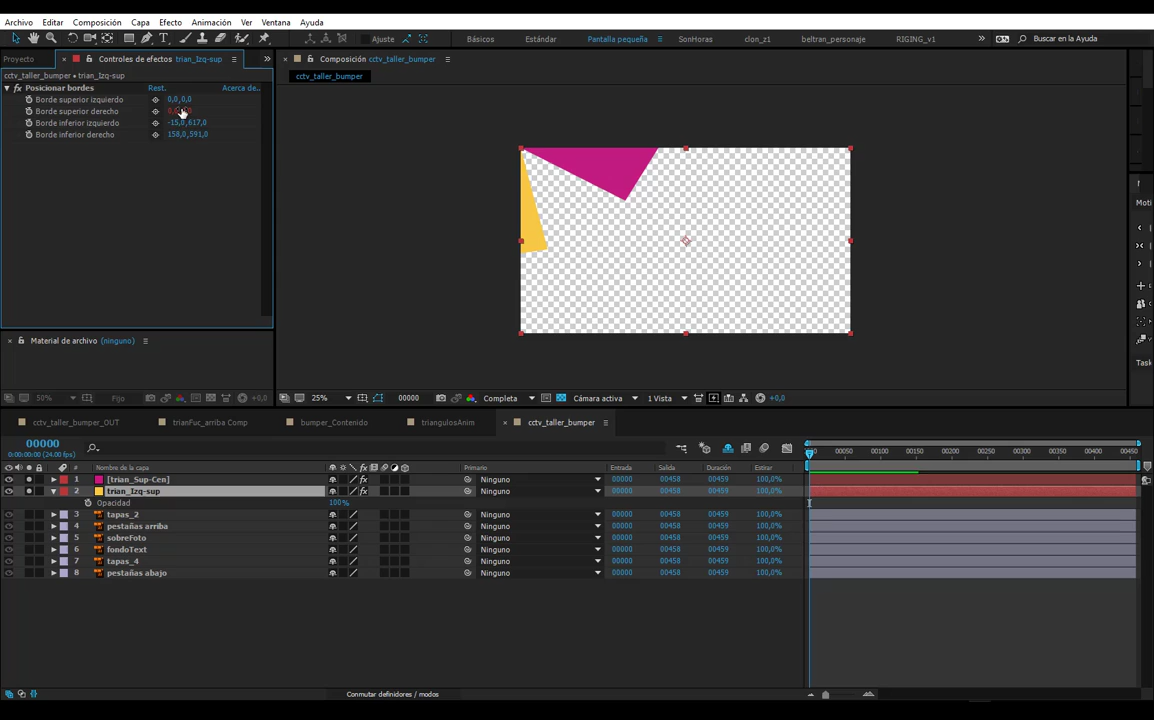 Archivo Editar Composición Capa Efecto Animación Ver Ventana Ayuda
Ajuste Básicos Estándar Pantalla pequeña SonHoras clon_z1 beltran_personaje RIGING_v1 Buscar en la Ayuda
Proyecto Controles de efectos trian_Izq-sup Composición cctv_taller_bumper
cctv_taller_bumper • trian_Izq-sup cctv_taller_bumper
fx Posicionar bordes Rest. Acerca de...
Borde superior izquierdo 0,0,0,0
Borde superior derecho
Borde inferior izquierdo -15,0,617,0
Borde inferior derecho 158,0,591,0
Moti
Material de archivo (ninguno)
Task
50% Fijo +0,0 25% 00000 Completa Cámara activa 1 Vista +0,0
cctv_taller_bumper_OUT trianFuc_arriba Comp bumper_Contenido triangulosAnim cctv_taller_bumper
00000
0:00:00:00 (24.00 fps)
00050 00100 00150 00200 00250 00300 00350 00400 00450
Nombre de la capa Primario Entrada Salida Duración Estirar
1 [trian_Sup-Cen] Ninguno 00000 00458 00459 100,0%
2 trian_Izq-sup Ninguno 00000 00458 00459 100,0%
Opacidad 100%
3 tapas_2 Ninguno 00000 00458 00459 100,0%
4 pestañas arriba Ninguno 00000 00458 00459 100,0%
5 sobreFoto Ninguno 00000 00458 00459 100,0%
6 fondoText Ninguno 00000 00458 00459 100,0%
7 tapas_4 Ninguno 00000 00458 00459 100,0%
8 pestañas abajo Ninguno 00000 00458 00459 100,0%
Conmutar definidores / modos